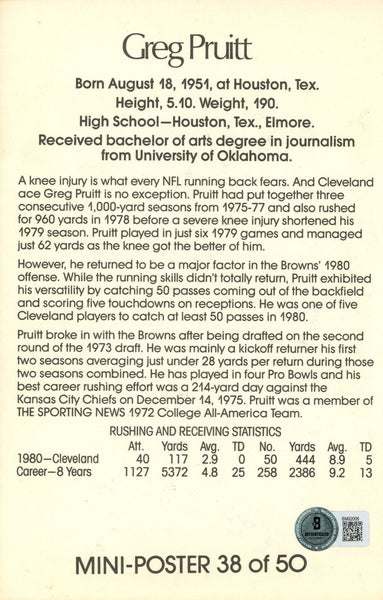 Greg Pruitt
Born August 18, 1951, at Houston, Tex.
Height, 5.10. Weight, 190.
High School—Houston, Tex., Elmore.
Received bachelor of arts degree in journalism
from University of Oklahoma.
A knee injury is what every NFL running back fears. And Cleveland
ace Greg Pruitt is no exception. Pruitt had put together three
consecutive 1,000-yard seasons from 1975-77 and also rushed
for 960 yards in 1978 before a severe knee injury shortened his
1979 season. Pruitt played in just six 1979 games and managed
just 62 yards as the knee got the better of him.
However, he returned to be a major factor in the Browns' 1980
offense. While the running skills didn't totally return, Pruitt exhibited
his versatility by catching 50 passes coming out of the backfield
and scoring five touchdowns on receptions. He was one of five
Cleveland players to catch at least 50 passes in 1980.
Pruitt broke in with the Browns after being drafted on the second
round of the 1973 draft. He was mainly a kickoff returner his first
two seasons averaging just under 28 yards per return during those
two seasons combined. He has played in four Pro Bowls and his
best career rushing effort was a 214-yard day against the
Kansas City Chiefs on December 14, 1975. Pruitt was a member of
THE SPORTING NEWS 1972 College All-America Team.
RUSHING AND RECEIVING STATISTICS
Att. Yards Avg. TD No. Yards Avg. TD
1980—Cleveland 40 117 2.9 0 50 444 8.9 5
Career—8 Years 1127 5372 4.8 25 258 2386 9.2 13
B
MINI-POSTER 38 of 50